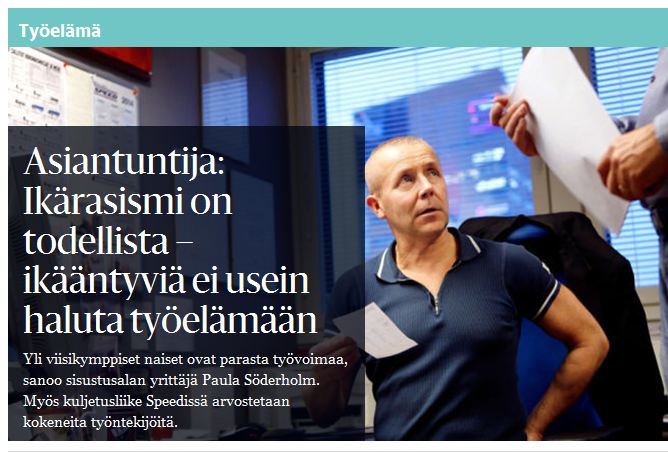 Työelämä
Asiantuntija:
Ikärasismi on
todellista –
ikääntyviä ei usein
haluta työelämään
Yli viisikymppiset naiset ovat parasta työvoimaa,
sanoo sisustusalan yrittäjä Paula Söderholm.
Myös kuljetusliike Speedissä arvostetaan
kokeneita työntekijöitä.